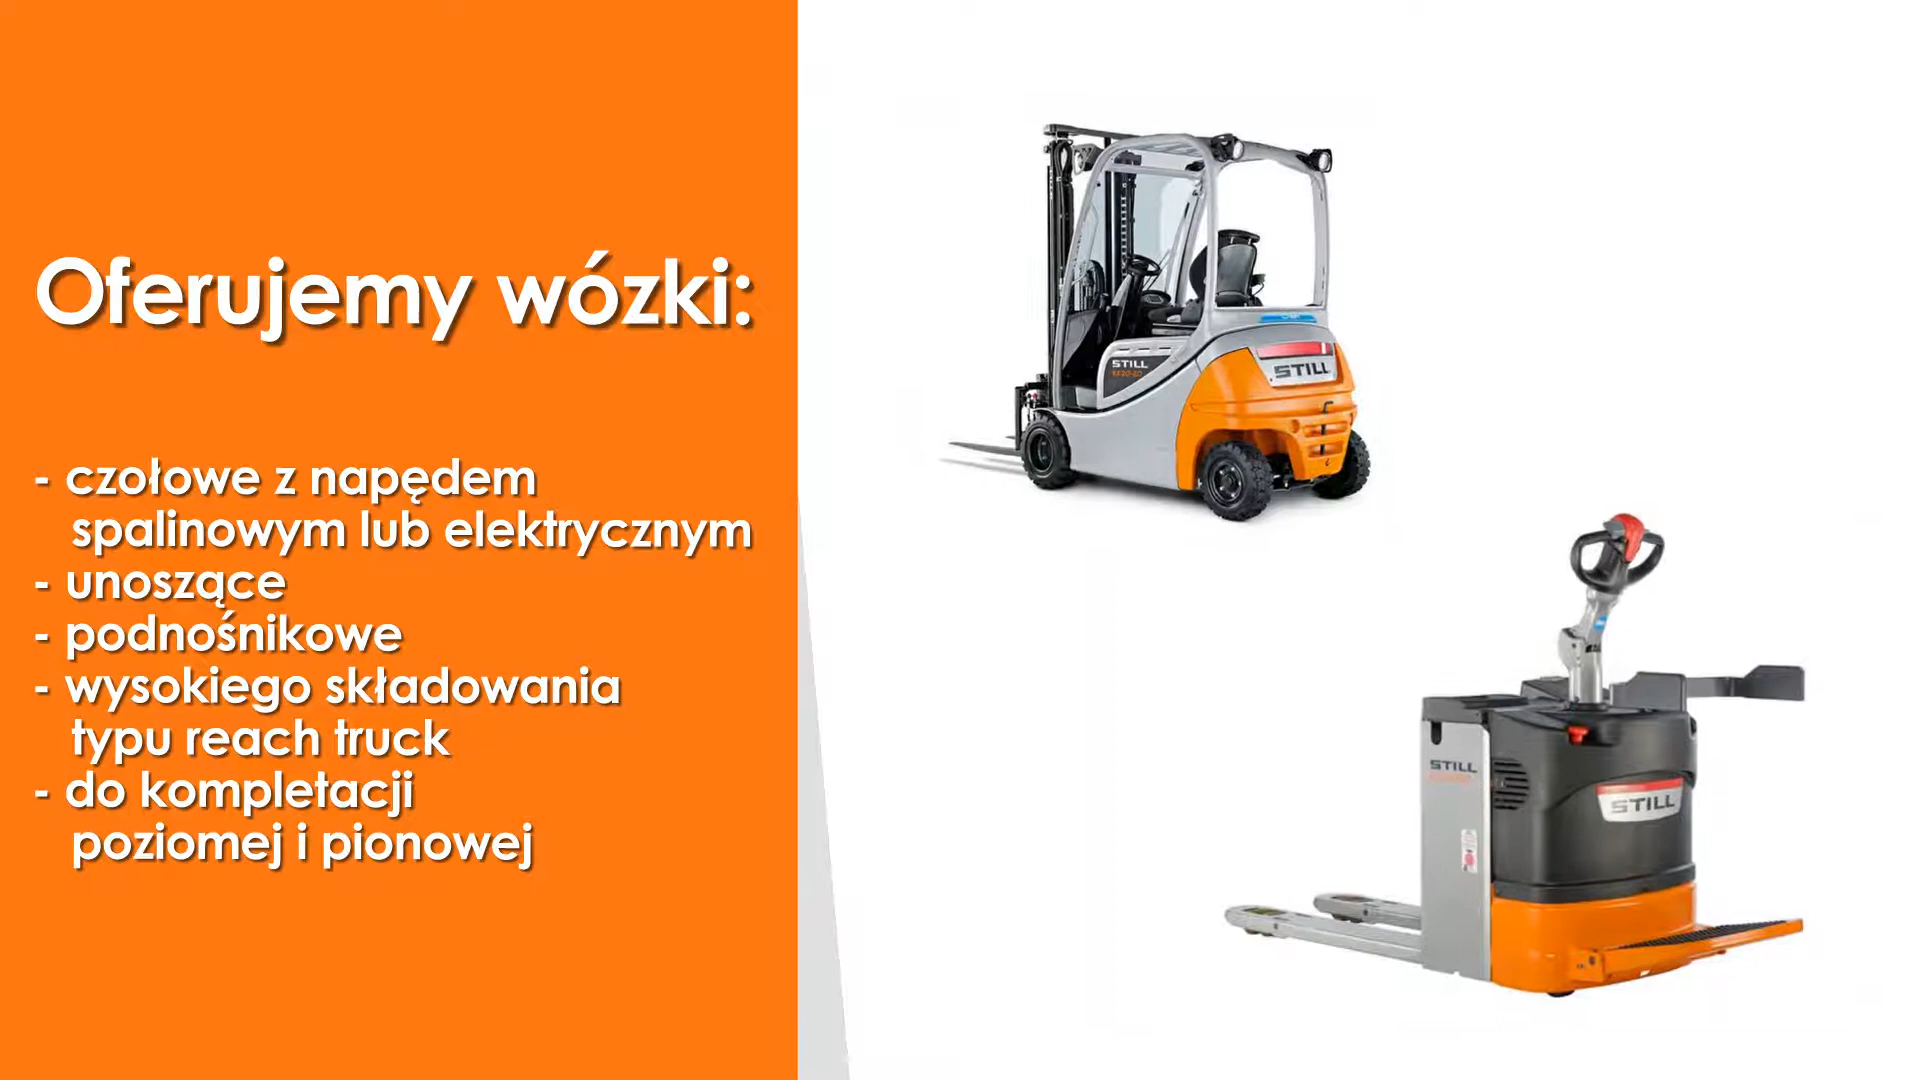 Oferujemy wózki:
- czołowe z napędem
spalinowym lub elektrycznym
- unoszące
- podnośnikowe
- wysokiego składowania
typu reach truck
- do kompletacji
poziomej i pionowej
STILL
STILL
STILL
STILL